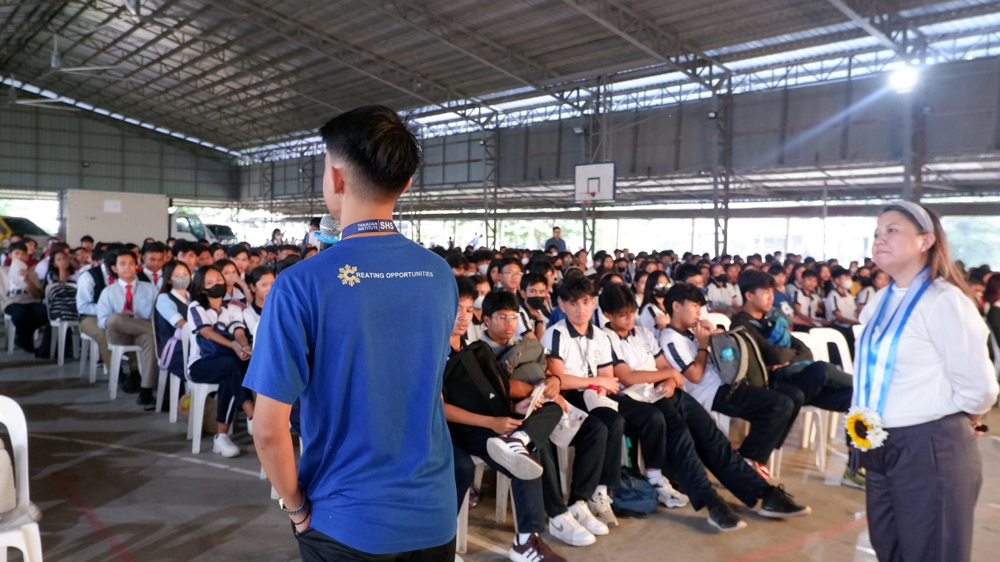 TANAUAN
INSTITUTE
SHS
CREATING OPPORTUNITIES